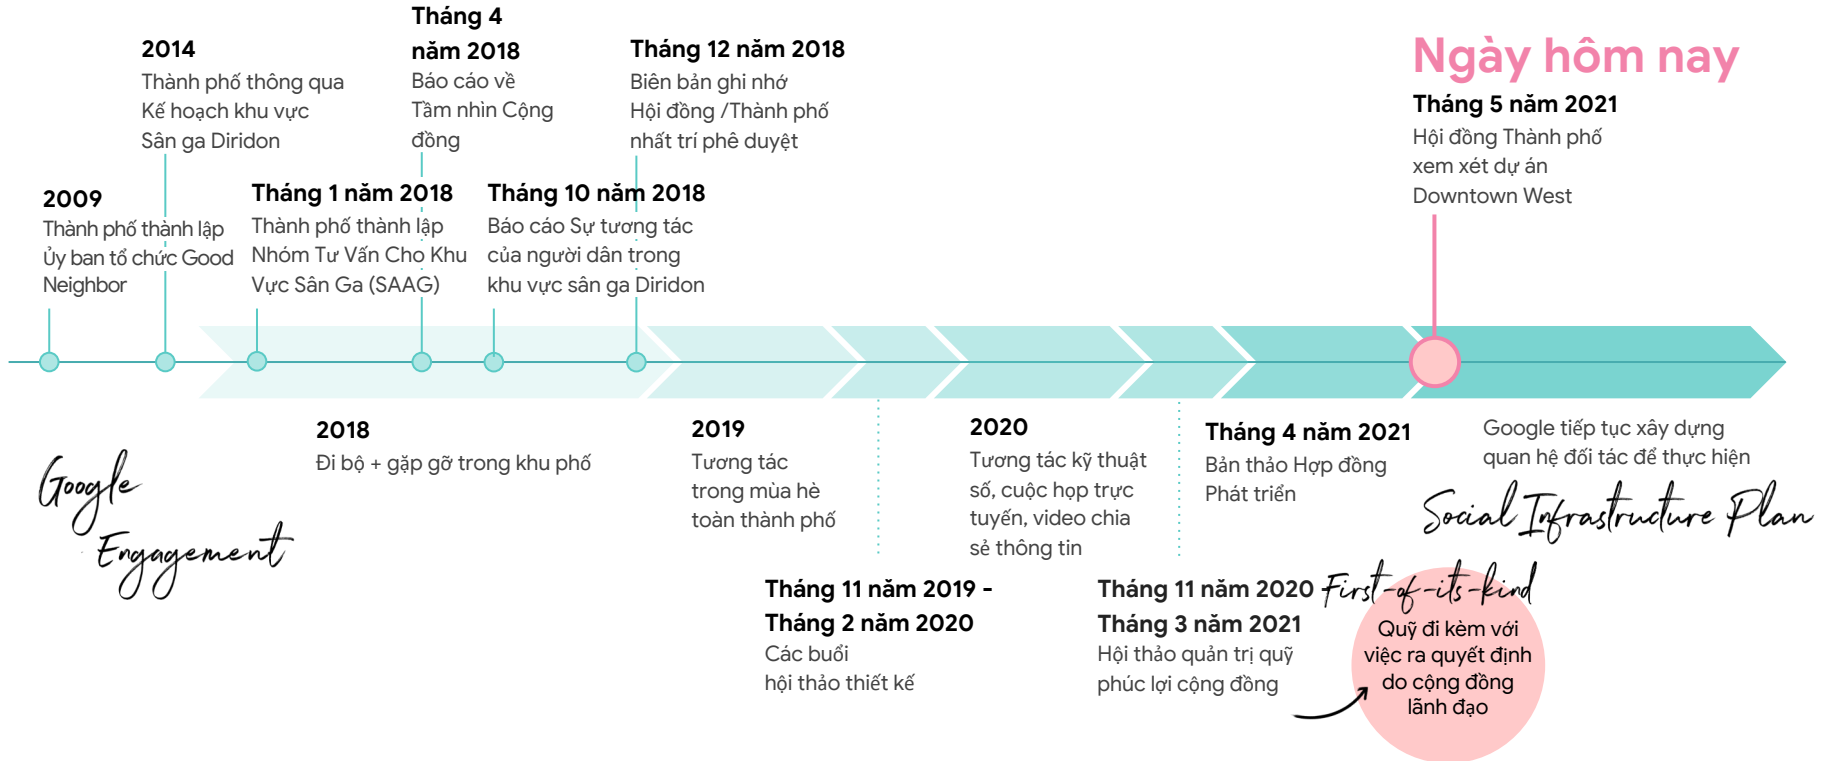 2014
Thành phố thông qua
Kế hoạch khu vực
Sân ga Diridon
Tháng 4
năm 2018
Báo cáo về
Tầm nhìn Cộng
đồng
Tháng 12 năm 2018
Biên bản ghi nhớ
Hội đồng /Thành phố
nhất trí phê duyệt
Ngày hôm nay
Tháng 5 năm 2021
Hội đồng Thành phố
xem xét dự án
Downtown West
2009
Thành phố thành lập
Ủy ban tổ chức Good
Neighbor
Tháng 1 năm 2018
Thành phố thành lập
Nhóm Tư Vấn Cho Khu
Vực Sân Ga (SAAG)
Tháng 10 năm 2018
Báo cáo Sự tương tác
của người dân trong
khu vực sân ga Diridon
Google
Engagement
2018
Đi bộ + gặp gỡ trong khu phố
2019
Tương tác
trong mùa hè
toàn thành phố
2020
Tương tác kỹ thuật
số, cuộc họp trực
tuyến, video chia
sẻ thông tin
Tháng 4 năm 2021
Bản thảo Hợp đồng
Phát triển
Google tiếp tục xây dựng
quan hệ đối tác để thực hiện
Social Infrastructure Plan
Tháng 11 năm 2019 -
Tháng 2 năm 2020
Các buổi
hội thảo thiết kế
Tháng 11 năm 2020 -
Tháng 3 năm 2021
Hội thảo quản trị quỹ
phúc lợi cộng đồng
First-of-its-kind
Quỹ đi kèm với
việc ra quyết định
do cộng đồng
lãnh đạo